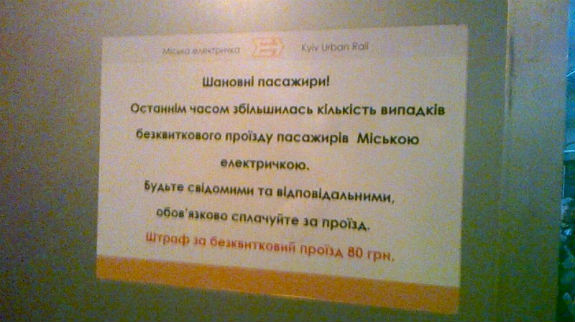 Міська електричка Kyiv Urban Rail
Шановні пасажири!
Останнім часом збільшилась кількість випадків
безквиткового проїзду пасажирів Міською
електричкою.
Будьте свідомими та відповідальними,
обов'язково сплачуйте за проїзд.
Штраф за безквитковий проїзд 80 грн.